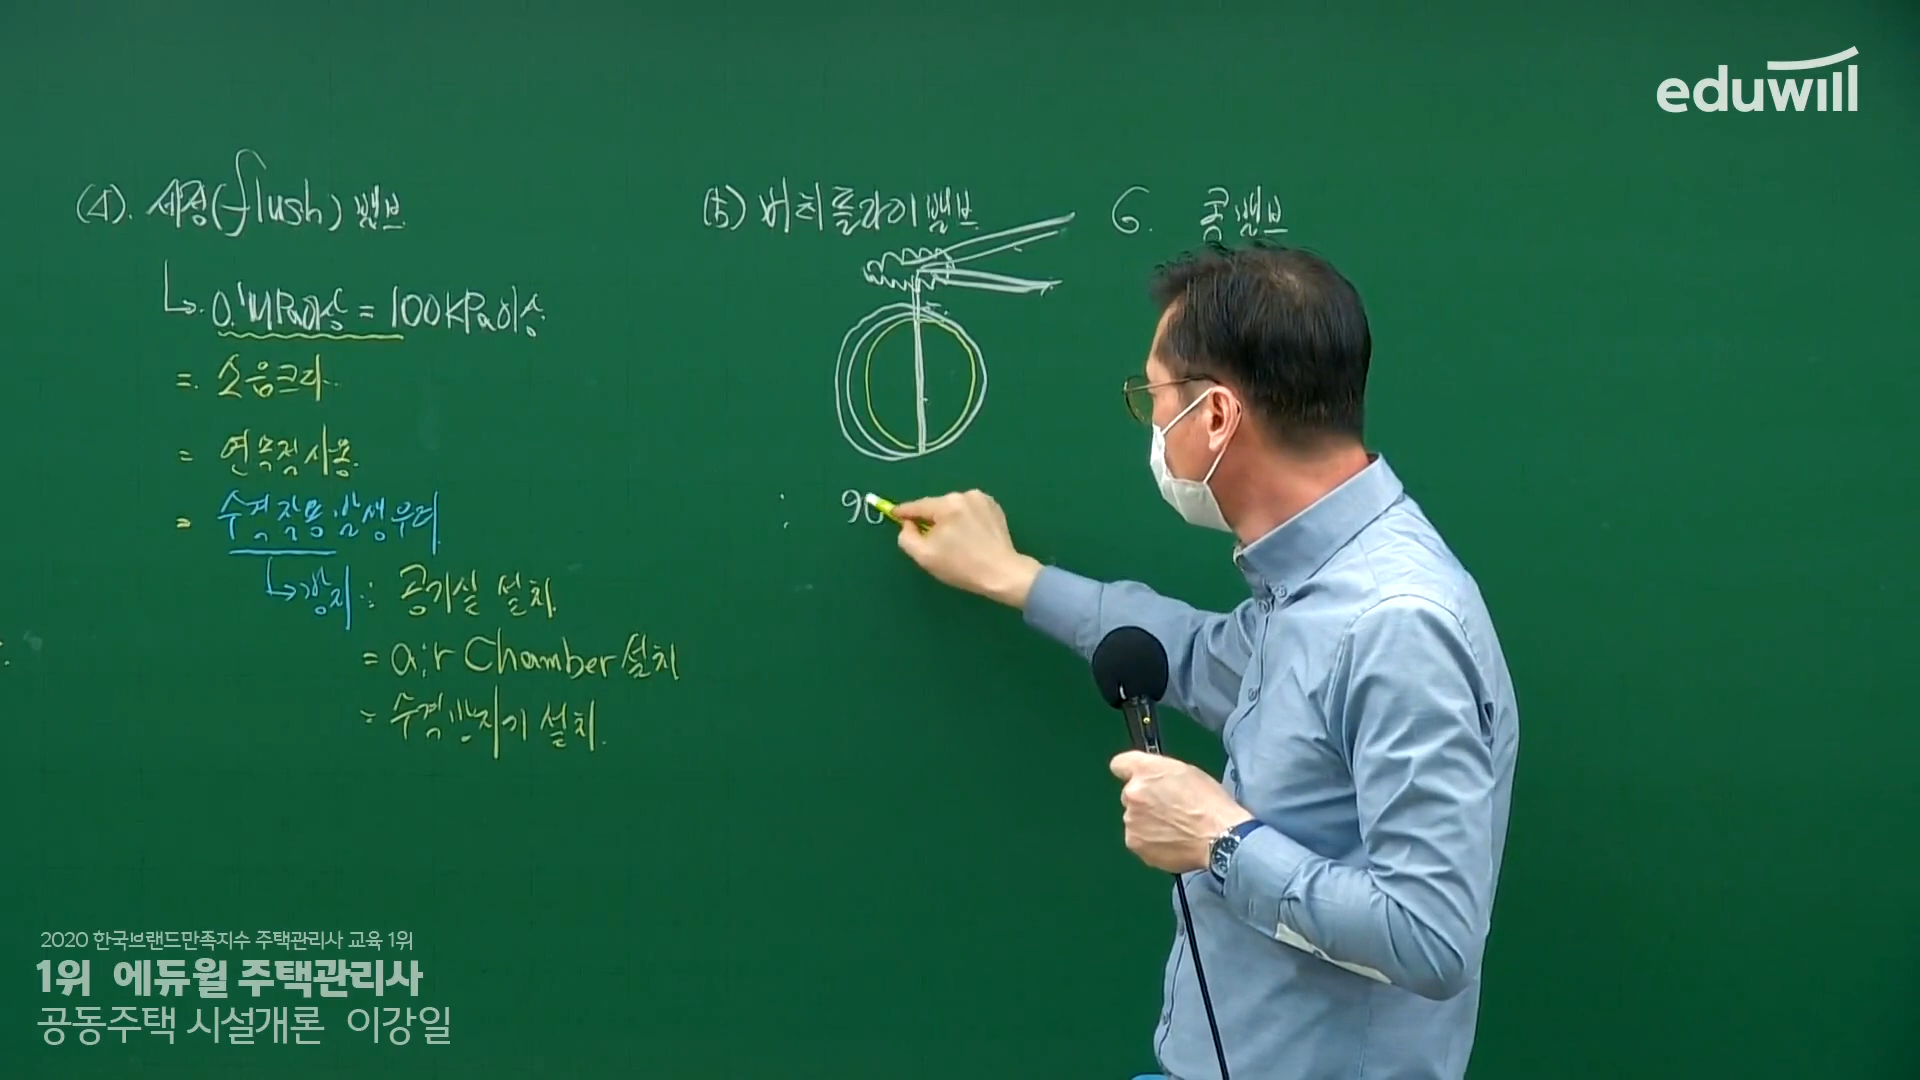 eduwill
(4). 세정(flush) 밸브
↳ 0.1MPa이상 = 100KPa이상
= 소음크다.
= 연속적사용
= 수격작용발생우려
↳방지 : 공기실 설치.
= air Chamber 설치
= 수격방지기 설치.
(5) 버터플라이밸브
: 90
6. 콤밸브
2020 한국브랜드만족지수 주택관리사 교육 1위
1위 에듀윌 주택관리사
공동주택 시설개론 이강일